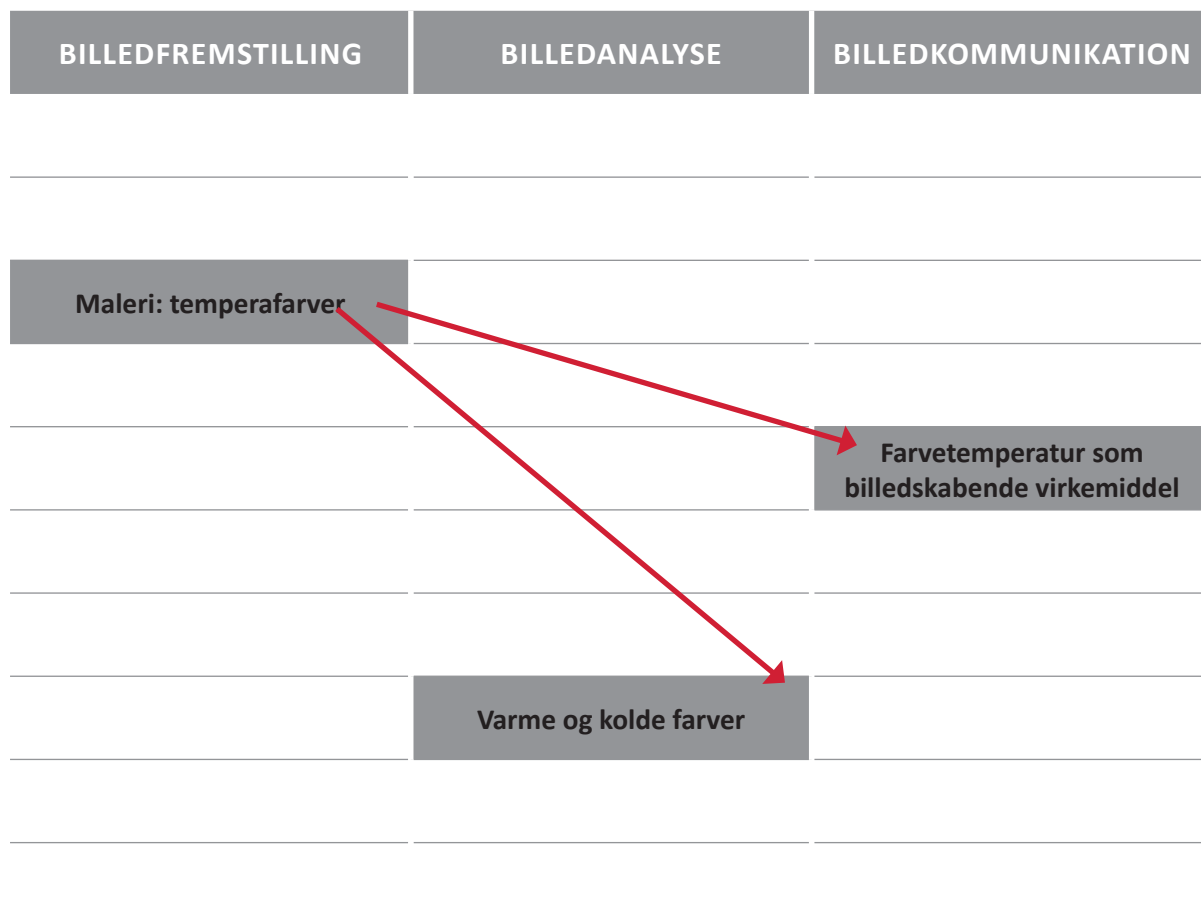 BILLEDFREMSTILLING
BILLEDANALYSE
BILLEDKOMMUNIKATION
Maleri: temperafarver
Farvetemperatur som
billedskabende virkemiddel
Varme og kolde farver